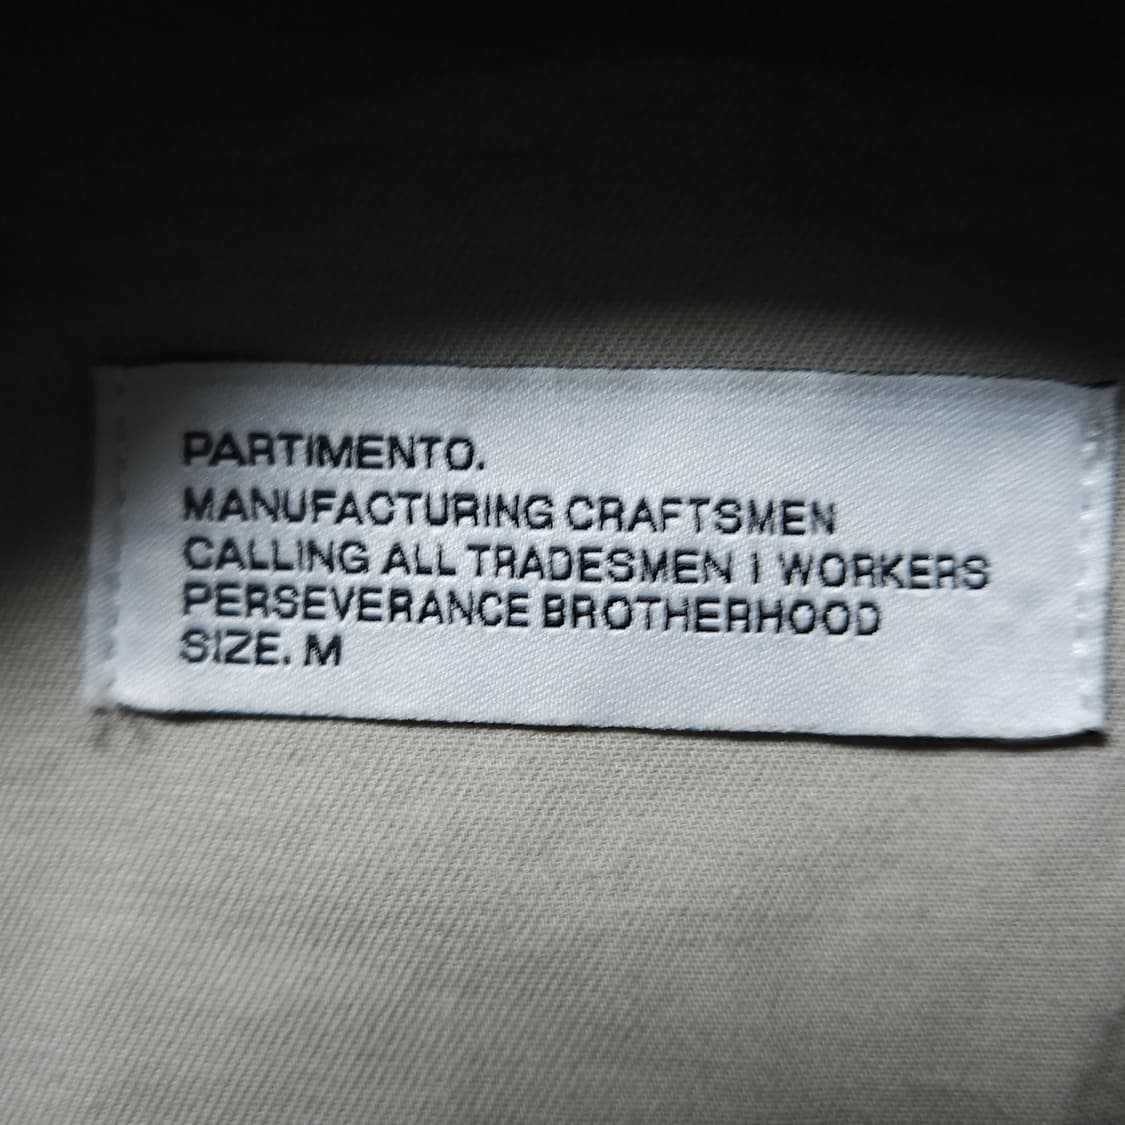 PARTIMENTO.
MANUFACTURING CRAFTSMEN
CALLING ALL TRADESMEN | WORKERS
PERSEVERANCE BROTHERHOOD
SIZE. M